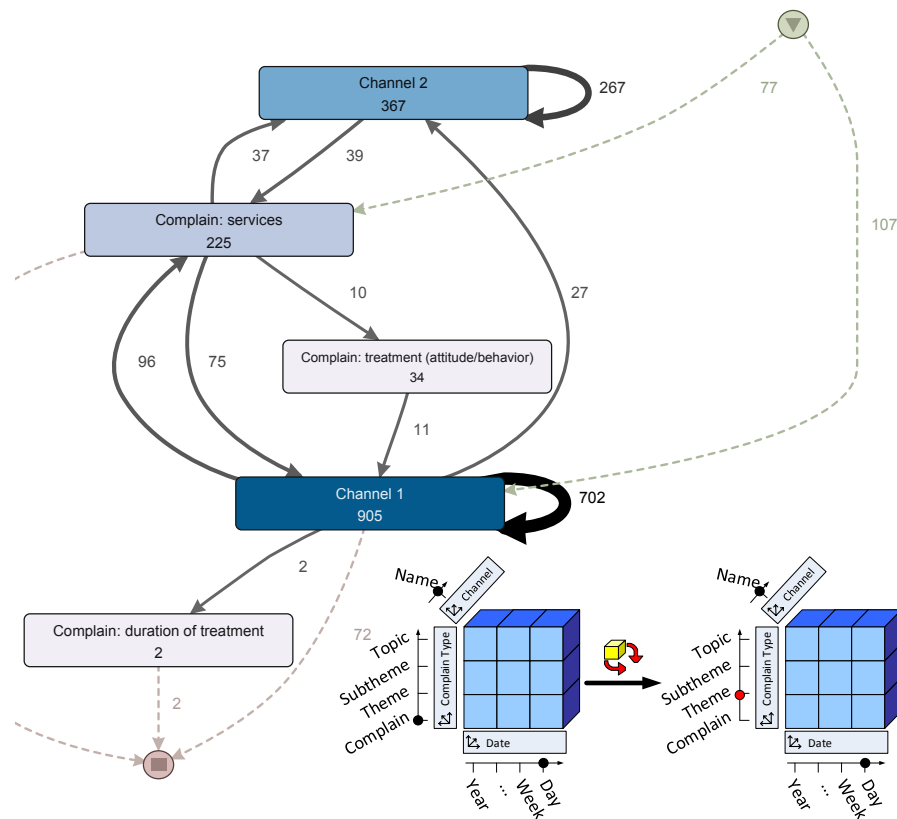 Channel 2
367
267
77
37
39
Complain: services
225
107
10
27
Complain: treatment (attitude/behavior)
34
96
75
11
Channel 1
905
702
2
Complain: duration of treatment
2
72
2
Name
Channel
Topic
Subtheme
Theme
Complain
Complain Type
Date
Year
...
Week
Day
Name
Channel
Topic
Subtheme
Theme
Complain
Complain Type
Date
Year
...
Week
Day